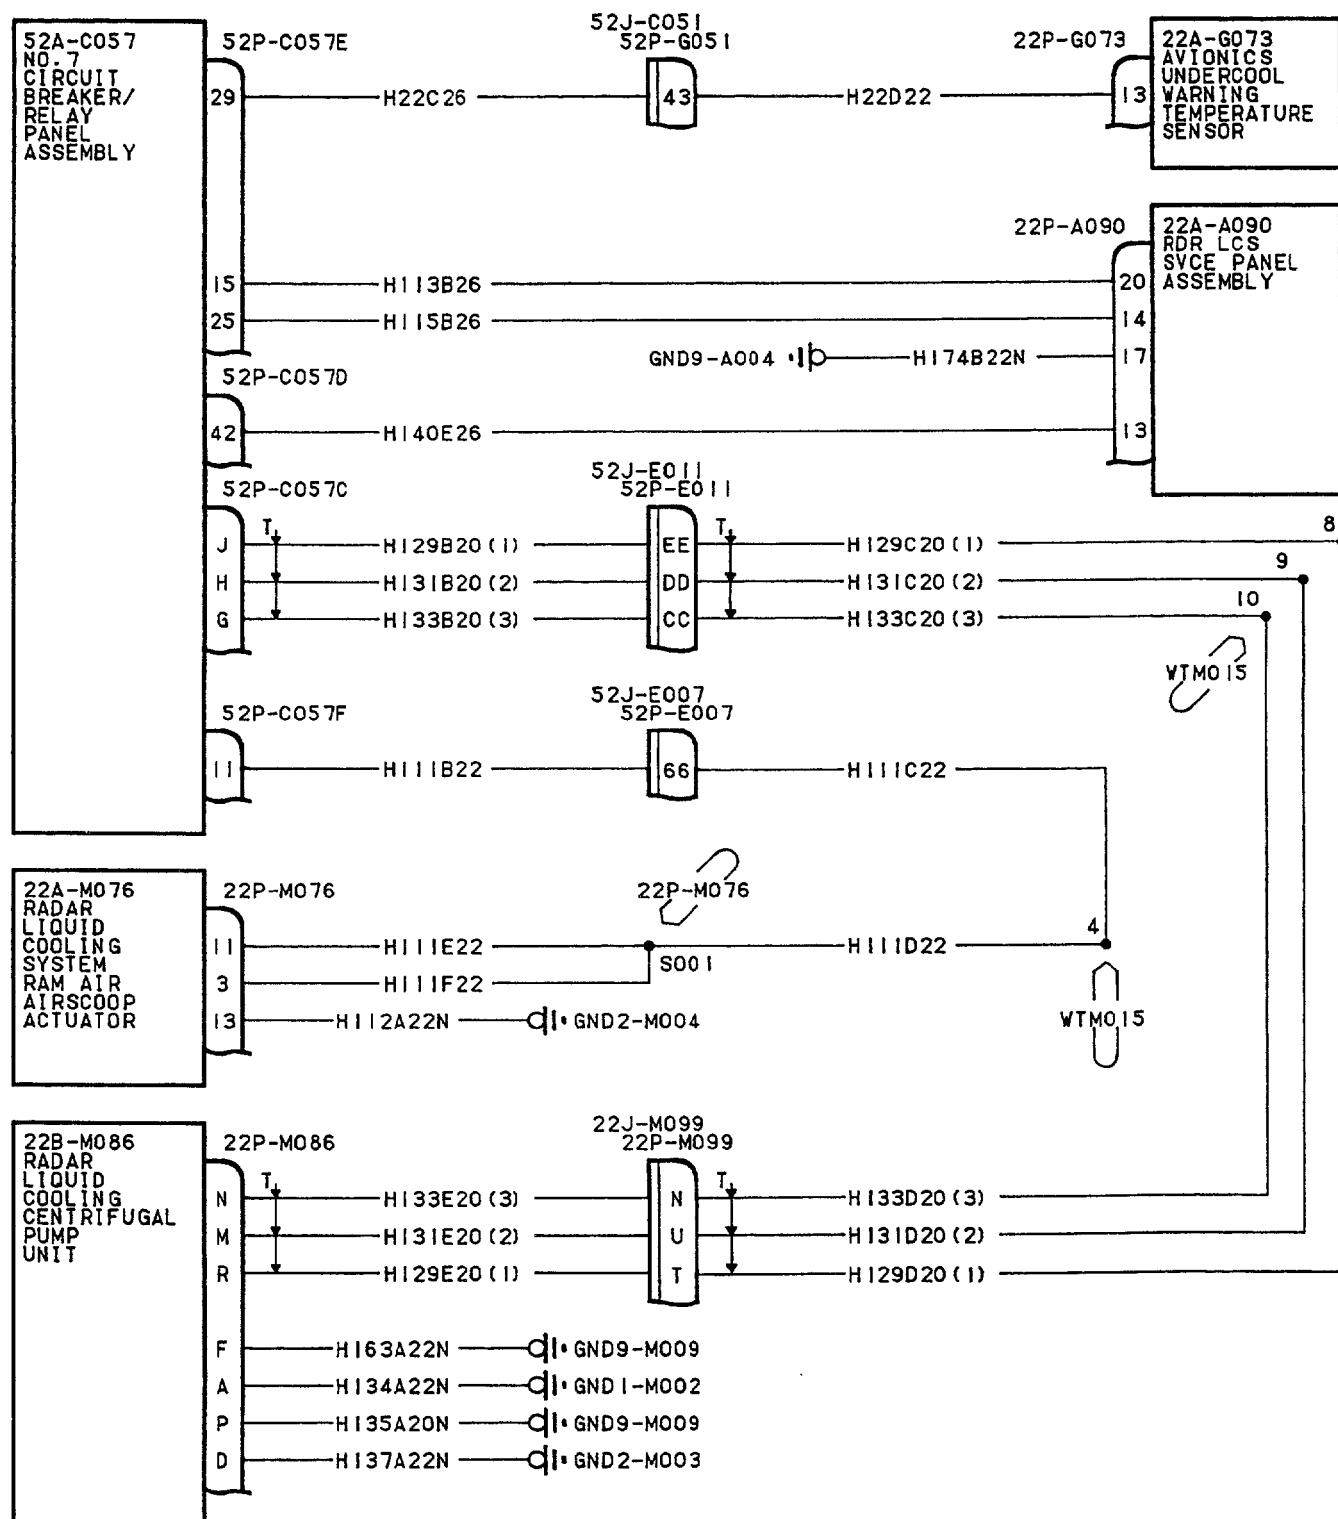 52A-C057
NO.7
CIRCUIT
BREAKER/
RELAY
PANEL
ASSEMBLY
52P-C057E
29
H22C26
52J-C051
52P-G051
43
H22D22
22P-G073
13
22A-G073
AVIONICS
UNDERCOOL
WARNING
TEMPERATURE
SENSOR
15
H113B26
25
H115B26
22P-A090
20
14
17
13
22A-A090
RDR LCS
SVCE PANEL
ASSEMBLY
GND9-A004
H174B22N
52P-C057D
42
H140E26
52P-C057C
J
H
G
T
H129B20(1)
H131B20(2)
H133B20(3)
52J-E011
52P-E011
EE
DD
CC
T
H129C20(1)
H131C20(2)
H133C20(3)
8
9
10
WTM015
52P-C057F
11
H111B22
52J-E007
52P-E007
66
H111C22
22A-M076
RADAR
LIQUID
COOLING
SYSTEM
RAM AIR
AIRSCOOP
ACTUATOR
22P-M076
11
3
13
H111E22
H111F22
H112A22N
GND2-M004
22P-M076
S001
H111D22
4
WTM015
22B-M086
RADAR
LIQUID
COOLING
CENTRIFUGAL
PUMP
UNIT
22P-M086
N
M
R
T
H133E20(3)
H131E20(2)
H129E20(1)
22J-M099
22P-M099
N
U
T
T
H133D20(3)
H131D20(2)
H129D20(1)
F
H163A22N
GND9-M009
A
H134A22N
GND1-M002
P
H135A20N
GND9-M009
D
H137A22N
GND2-M003